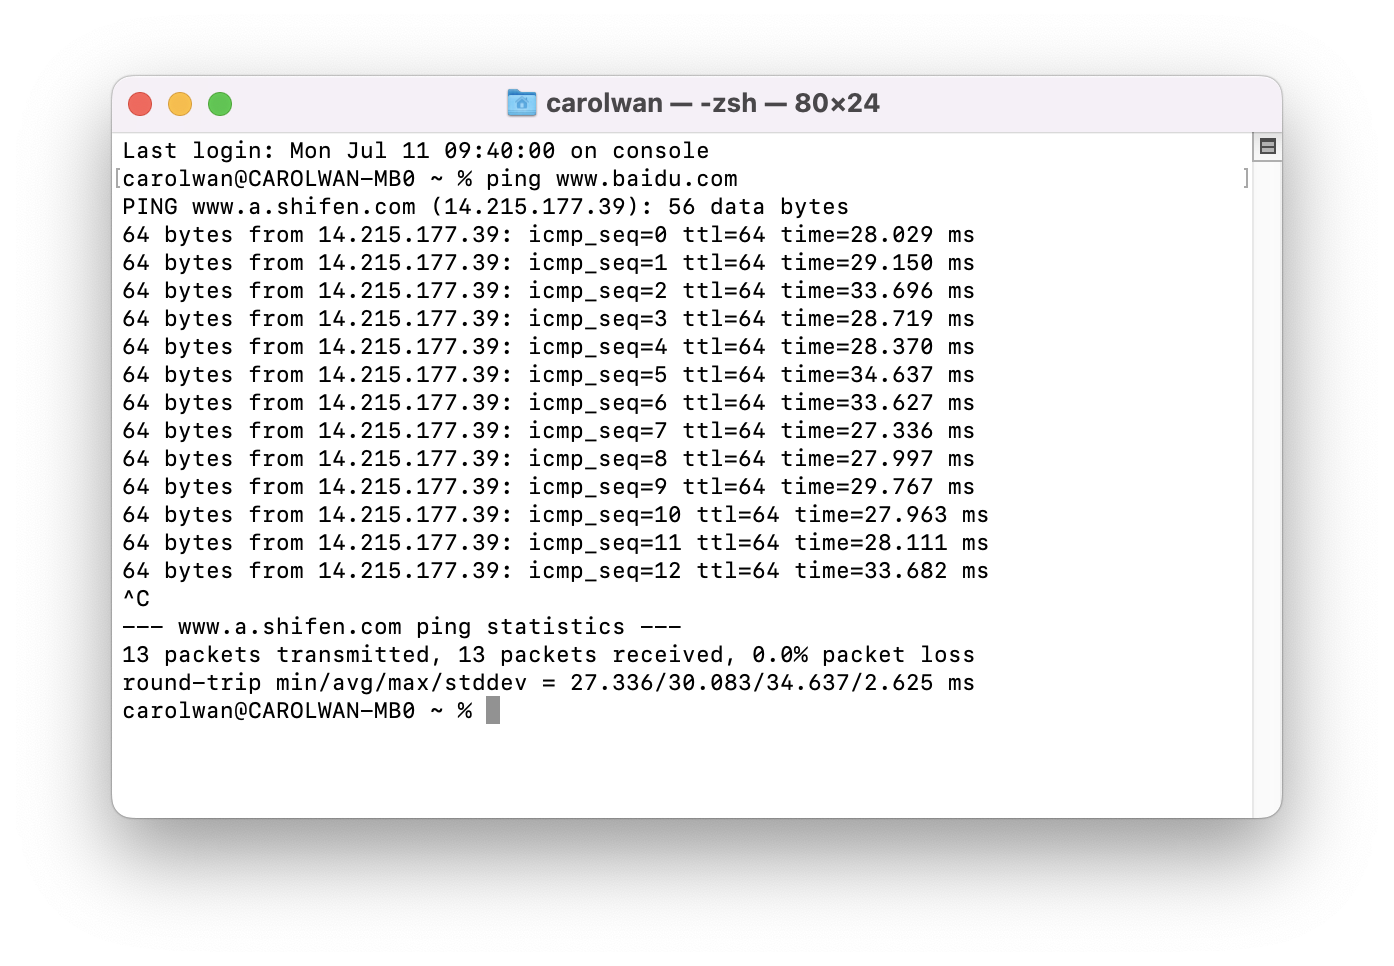 carolwan — -zsh — 80×24
Last login: Mon Jul 11 09:40:00 on console
[carolwan@CAROLWAN-MB0 ~ % ping www.baidu.com ]
PING www.a.shifen.com (14.215.177.39): 56 data bytes
64 bytes from 14.215.177.39: icmp_seq=0 ttl=64 time=28.029 ms
64 bytes from 14.215.177.39: icmp_seq=1 ttl=64 time=29.150 ms
64 bytes from 14.215.177.39: icmp_seq=2 ttl=64 time=33.696 ms
64 bytes from 14.215.177.39: icmp_seq=3 ttl=64 time=28.719 ms
64 bytes from 14.215.177.39: icmp_seq=4 ttl=64 time=28.370 ms
64 bytes from 14.215.177.39: icmp_seq=5 ttl=64 time=34.637 ms
64 bytes from 14.215.177.39: icmp_seq=6 ttl=64 time=33.627 ms
64 bytes from 14.215.177.39: icmp_seq=7 ttl=64 time=27.336 ms
64 bytes from 14.215.177.39: icmp_seq=8 ttl=64 time=27.997 ms
64 bytes from 14.215.177.39: icmp_seq=9 ttl=64 time=29.767 ms
64 bytes from 14.215.177.39: icmp_seq=10 ttl=64 time=27.963 ms
64 bytes from 14.215.177.39: icmp_seq=11 ttl=64 time=28.111 ms
64 bytes from 14.215.177.39: icmp_seq=12 ttl=64 time=33.682 ms
^C
--- www.a.shifen.com ping statistics ---
13 packets transmitted, 13 packets received, 0.0% packet loss
round-trip min/avg/max/stddev = 27.336/30.083/34.637/2.625 ms
carolwan@CAROLWAN-MB0 ~ %